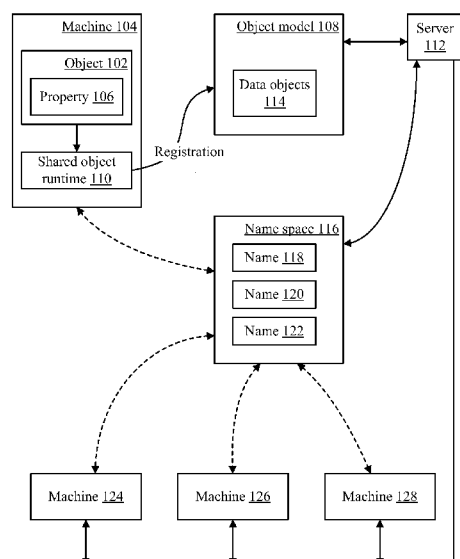 Machine 104
Object 102
Property 106
Shared object
runtime 110
Registration
Object model 108
Data objects
114
Server
112
Name space 116
Name 118
Name 120
Name 122
Machine 124
Machine 126
Machine 128